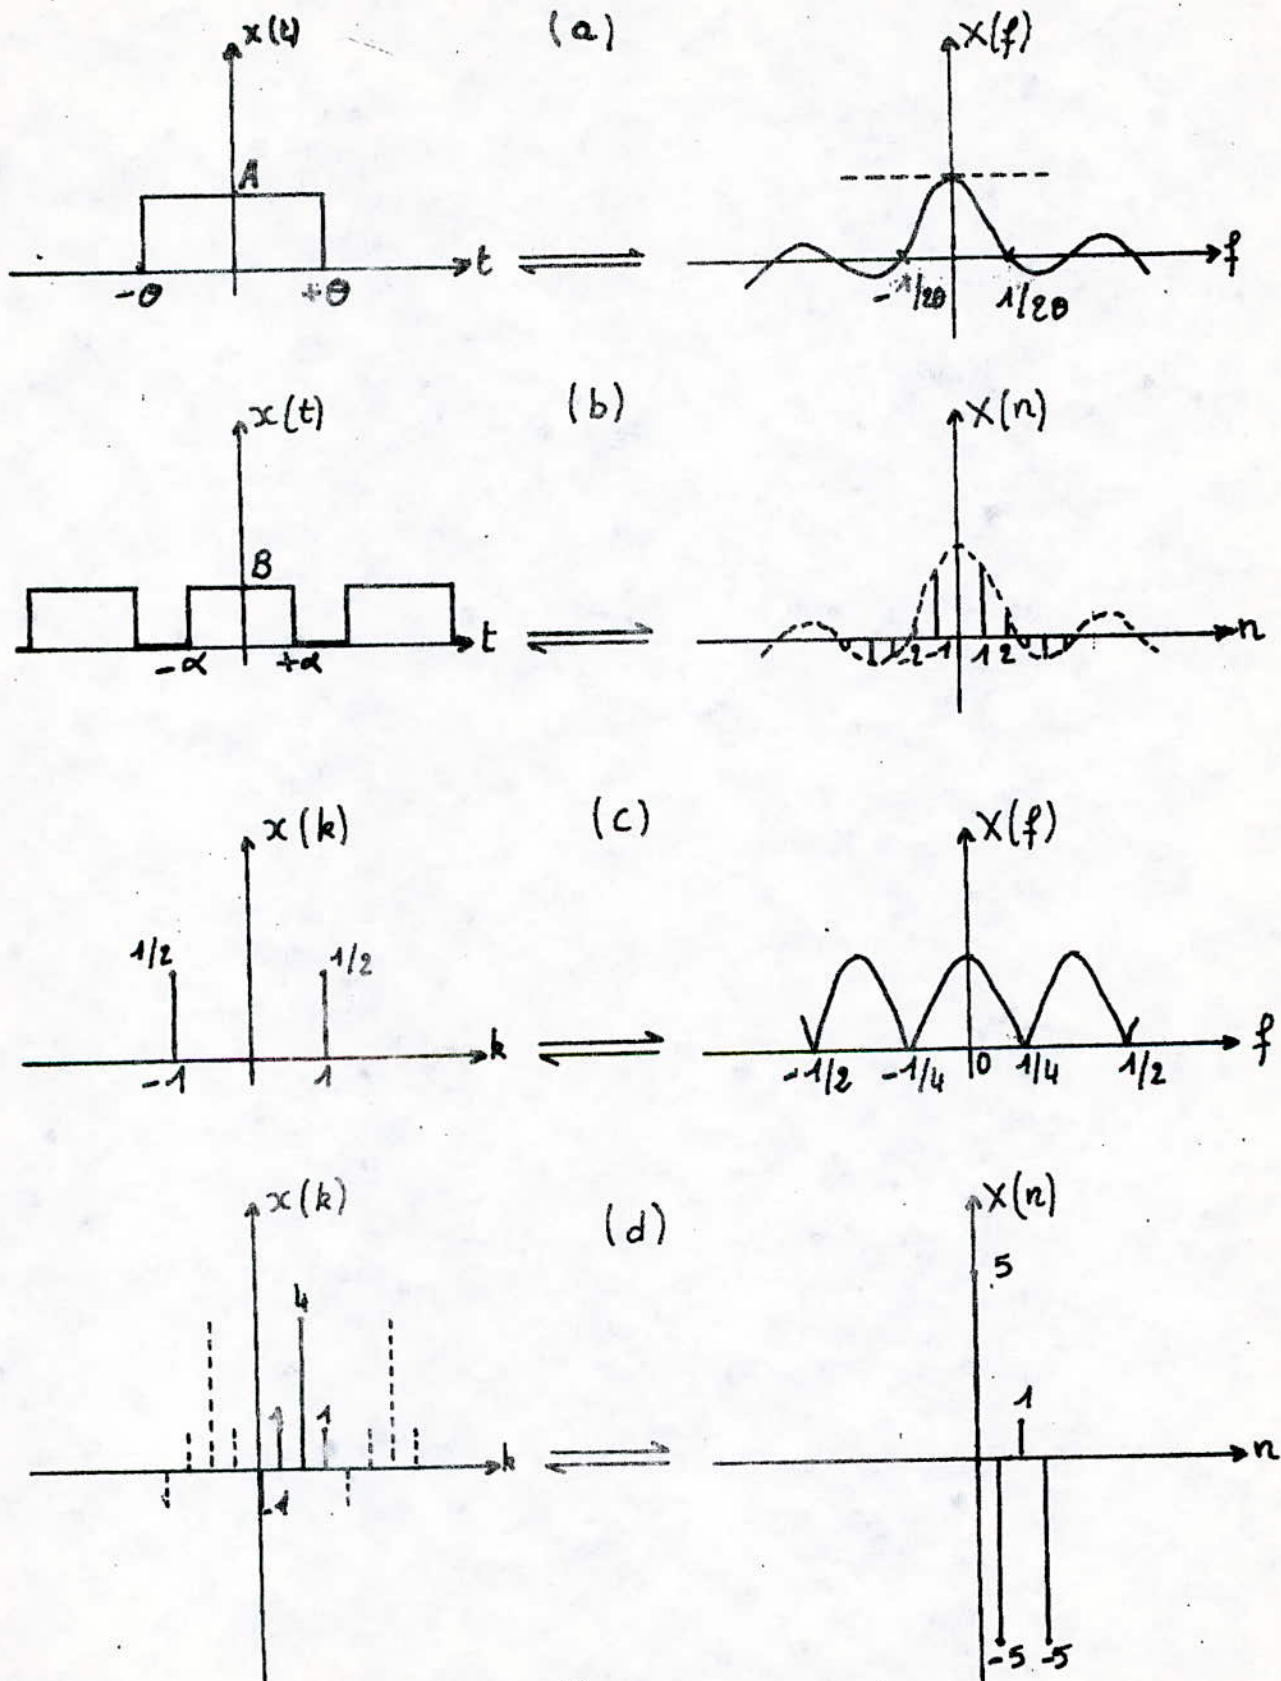 x(t) (a) X(f)
A
t f
-θ +θ -1/2θ 1/2θ
x(t) (b) X(n)
B
t n
-α +α -2 -1 1 2
x(k) (c) X(f)
1/2 1/2
k f
-1 1 -1/2 -1/4 0 1/4 1/2
x(k) (d) X(n)
5
4
1 1 1
k n
-1
-5 -5